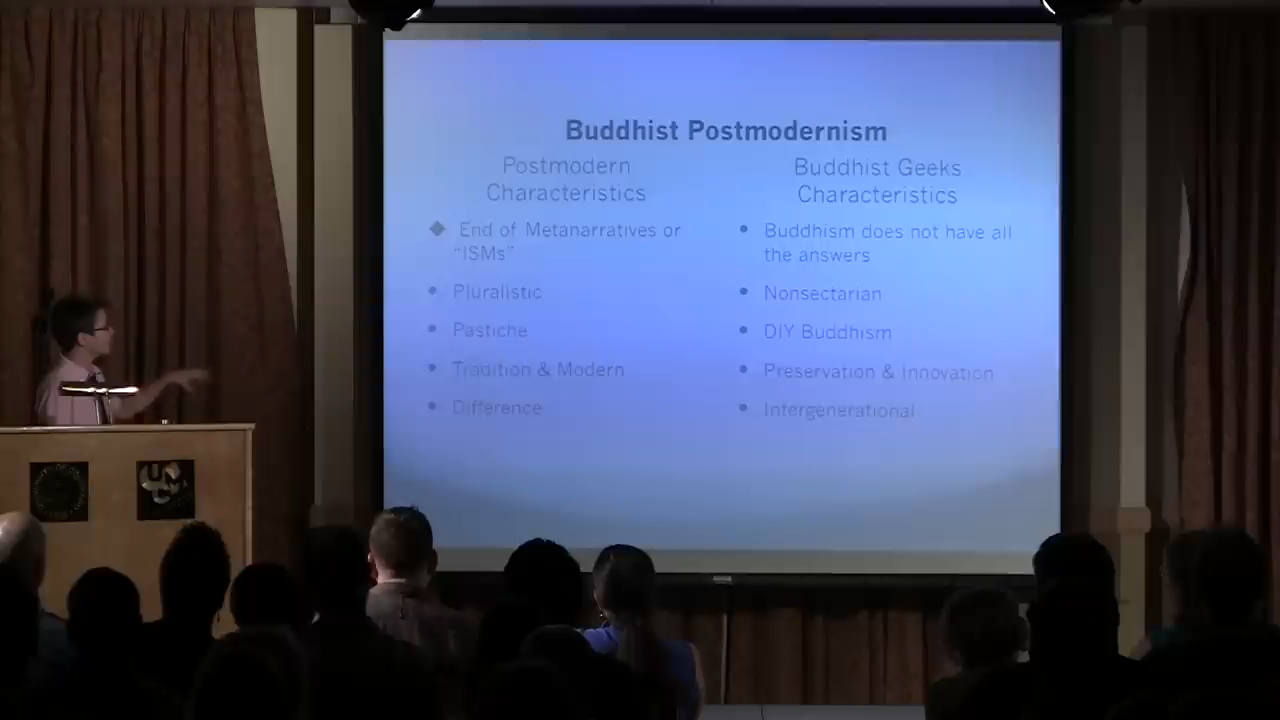 Buddhist Postmodernism
Postmodern
Characteristics
End of Metanarratives or
"ISMs"
Pluralistic
Pastiche
Tradition & Modern
Difference
Buddhist Geeks
Characteristics
Buddhism does not have all
the answers
Nonsectarian
DIY Buddhism
Preservation & Innovation
Intergenerational